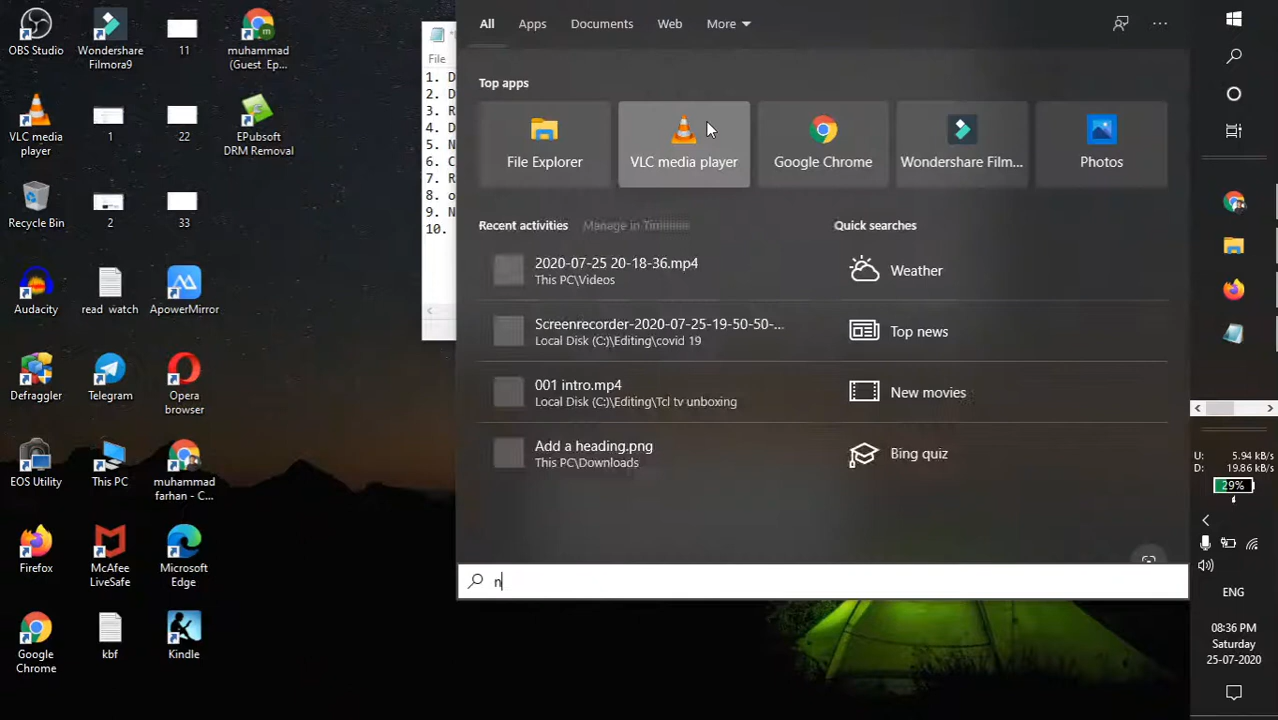 OBS Studio
Wondershare
Filmora9
11
muhammad
(Guest_Ep...
VLC media
player
1
22
EPubsoft
DRM Removal
Recycle Bin
2
33
Audacity
read watch
ApowerMirror
Defraggler
Telegram
Opera
browser
EOS Utility
This PC
muhammad
farhan - C...
Firefox
McAfee
LiveSafe
Microsoft
Edge
Google
Chrome
kbf
Kindle
File
1. D
2. D
3. R
4. D
5. N
6. C
7. R
8. o
9. N
10.
All
Apps
Documents
Web
More
Top apps
File Explorer
VLC media player
Google Chrome
Wondershare Film...
Photos
Recent activities
Manage in
2020-07-25 20-18-36.mp4
This PC\Videos
Screenrecorder-2020-07-25-19-50-50-...
Local Disk (C:)\Editing\covid 19
001 intro.mp4
Local Disk (C:)\Editing\Tcl tv unboxing
Add a heading.png
This PC\Downloads
Quick searches
Weather
Top news
New movies
Bing quiz
n
U: 5.94 kB/s
D: 19.86 kB/s
29%
ENG
08:36 PM
Saturday
25-07-2020